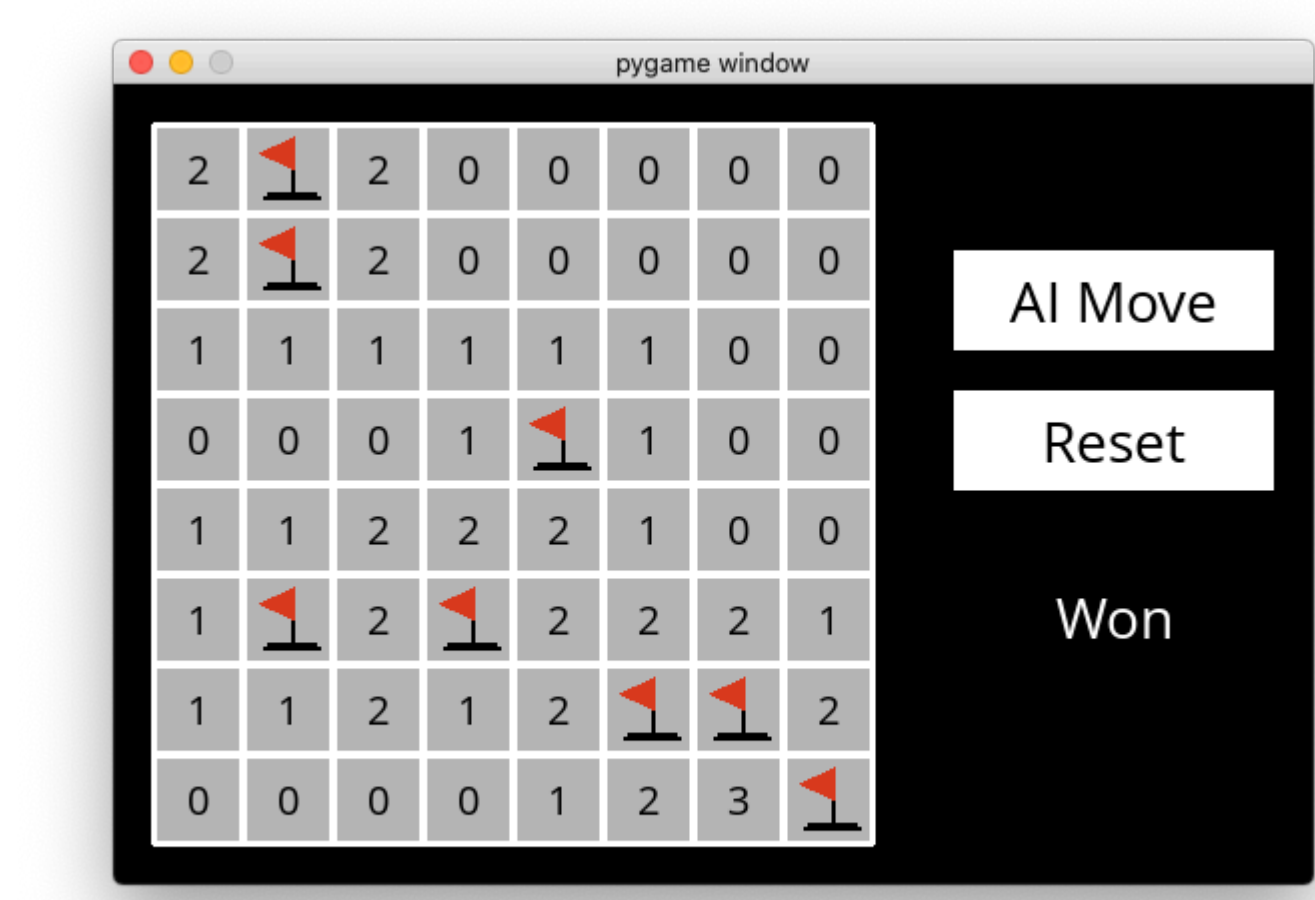 pygame window
2 2 0 0 0 0 0
2 2 0 0 0 0 0
1 1 1 1 1 1 0 0
0 0 0 1 1 0 0
1 1 2 2 2 1 0 0
1 2 2 2 2 1
1 1 2 1 2 2
0 0 0 0 1 2 3
AI Move
Reset
Won